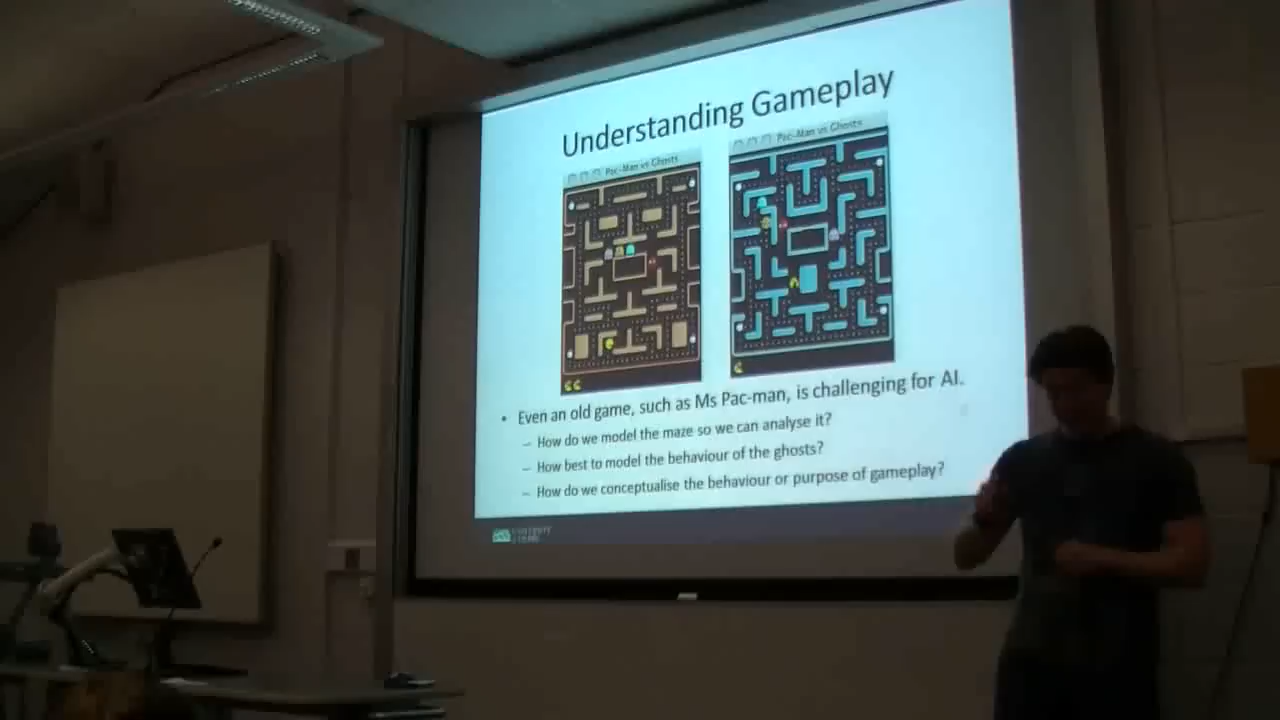 Understanding Gameplay
Pac-Man vs Ghosts
Pac-Man vs Ghosts
• Even an old game, such as Ms Pac-man, is challenging for AI.
– How do we model the maze so we can analyse it?
– How best to model the behaviour of the ghosts?
– How do we conceptualise the behaviour or purpose of gameplay?